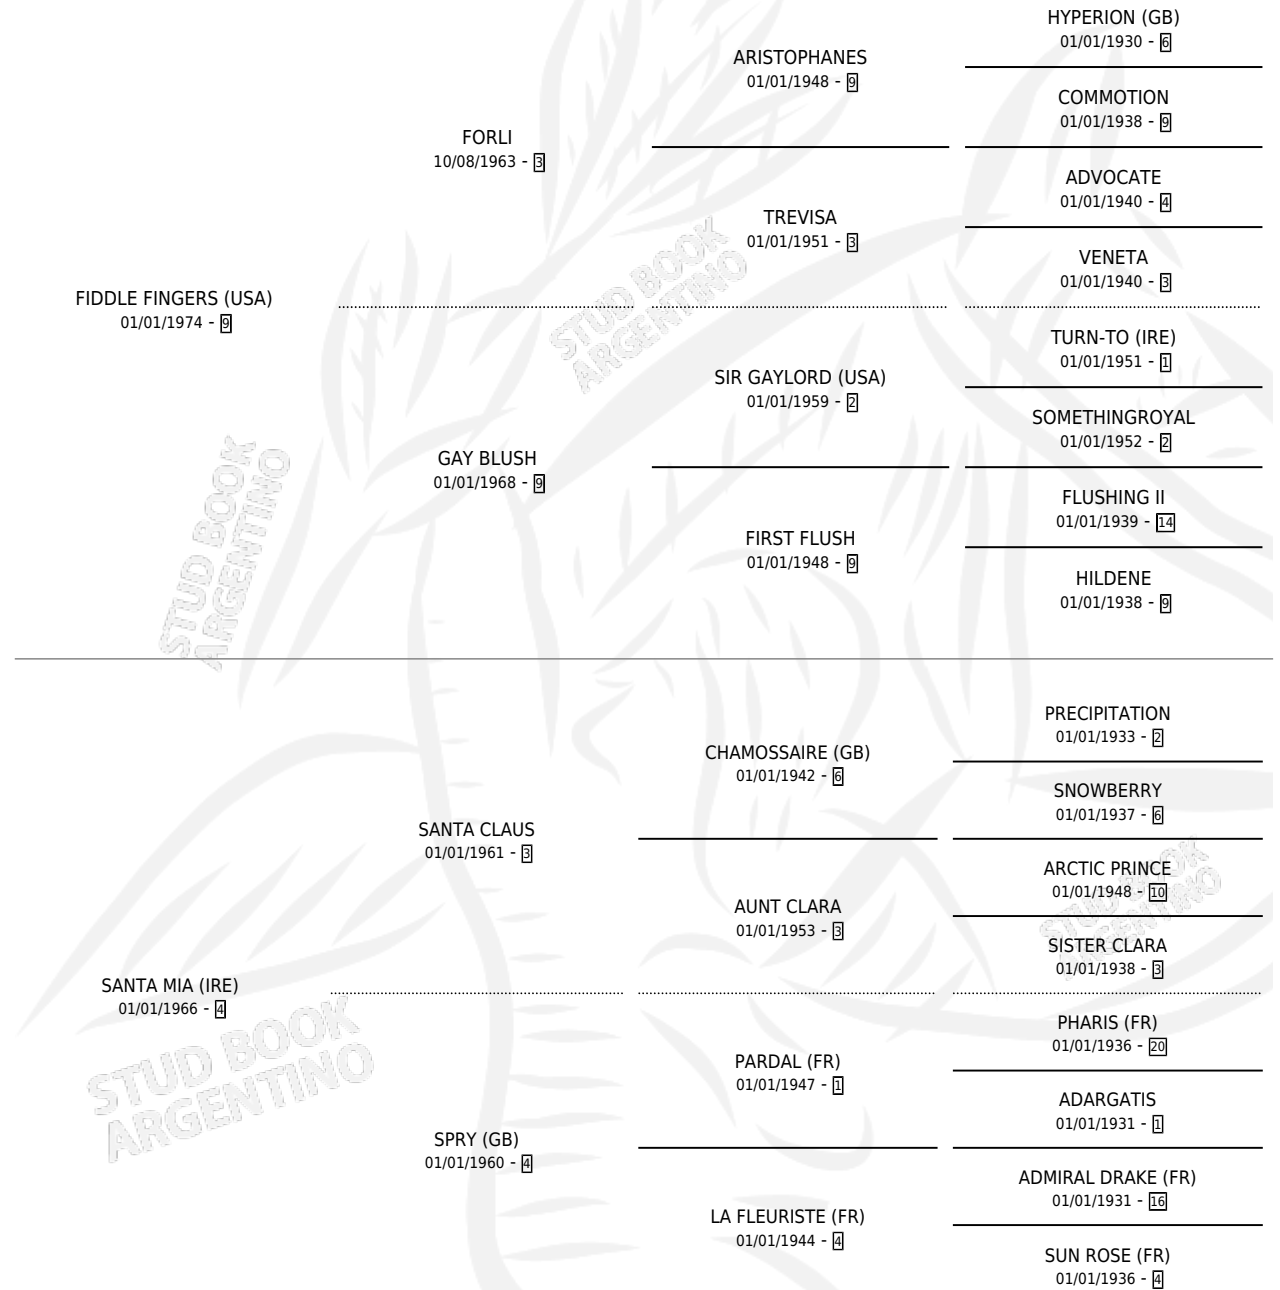 HYPERION (GB)
01/01/1930 - 6
ARISTOPHANES
01/01/1948 - 9
COMMOTION
01/01/1938 - 9
FORLI
10/08/1963 - 3
ADVOCATE
01/01/1940 - 4
TREVISA
01/01/1951 - 3
VENETA
01/01/1940 - 3
FIDDLE FINGERS (USA)
01/01/1974 - 9
TURN-TO (IRE)
01/01/1951 - 1
SIR GAYLORD (USA)
01/01/1959 - 2
SOMETHINGROYAL
01/01/1952 - 2
GAY BLUSH
01/01/1968 - 9
FLUSHING II
01/01/1939 - 14
FIRST FLUSH
01/01/1948 - 9
HILDENE
01/01/1938 - 9
STUD BOOK
ARGENTINO
STUD BOOK
ARGENTINO
PRECIPITATION
01/01/1933 - 2
CHAMOSSAIRE (GB)
01/01/1942 - 6
SNOWBERRY
01/01/1937 - 6
SANTA CLAUS
01/01/1961 - 3
ARCTIC PRINCE
01/01/1948 - 10
AUNT CLARA
01/01/1953 - 3
SISTER CLARA
01/01/1938 - 3
STUD BOOK
ARGENTINO
SANTA MIA (IRE)
01/01/1966 - 4
PHARIS (FR)
01/01/1936 - 20
PARDAL (FR)
01/01/1947 - 1
ADARGATIS
01/01/1931 - 1
STUD BOOK
ARGENTINO
SPRY (GB)
01/01/1960 - 4
ADMIRAL DRAKE (FR)
01/01/1931 - 16
LA FLEURISTE (FR)
01/01/1944 - 4
SUN ROSE (FR)
01/01/1936 - 4